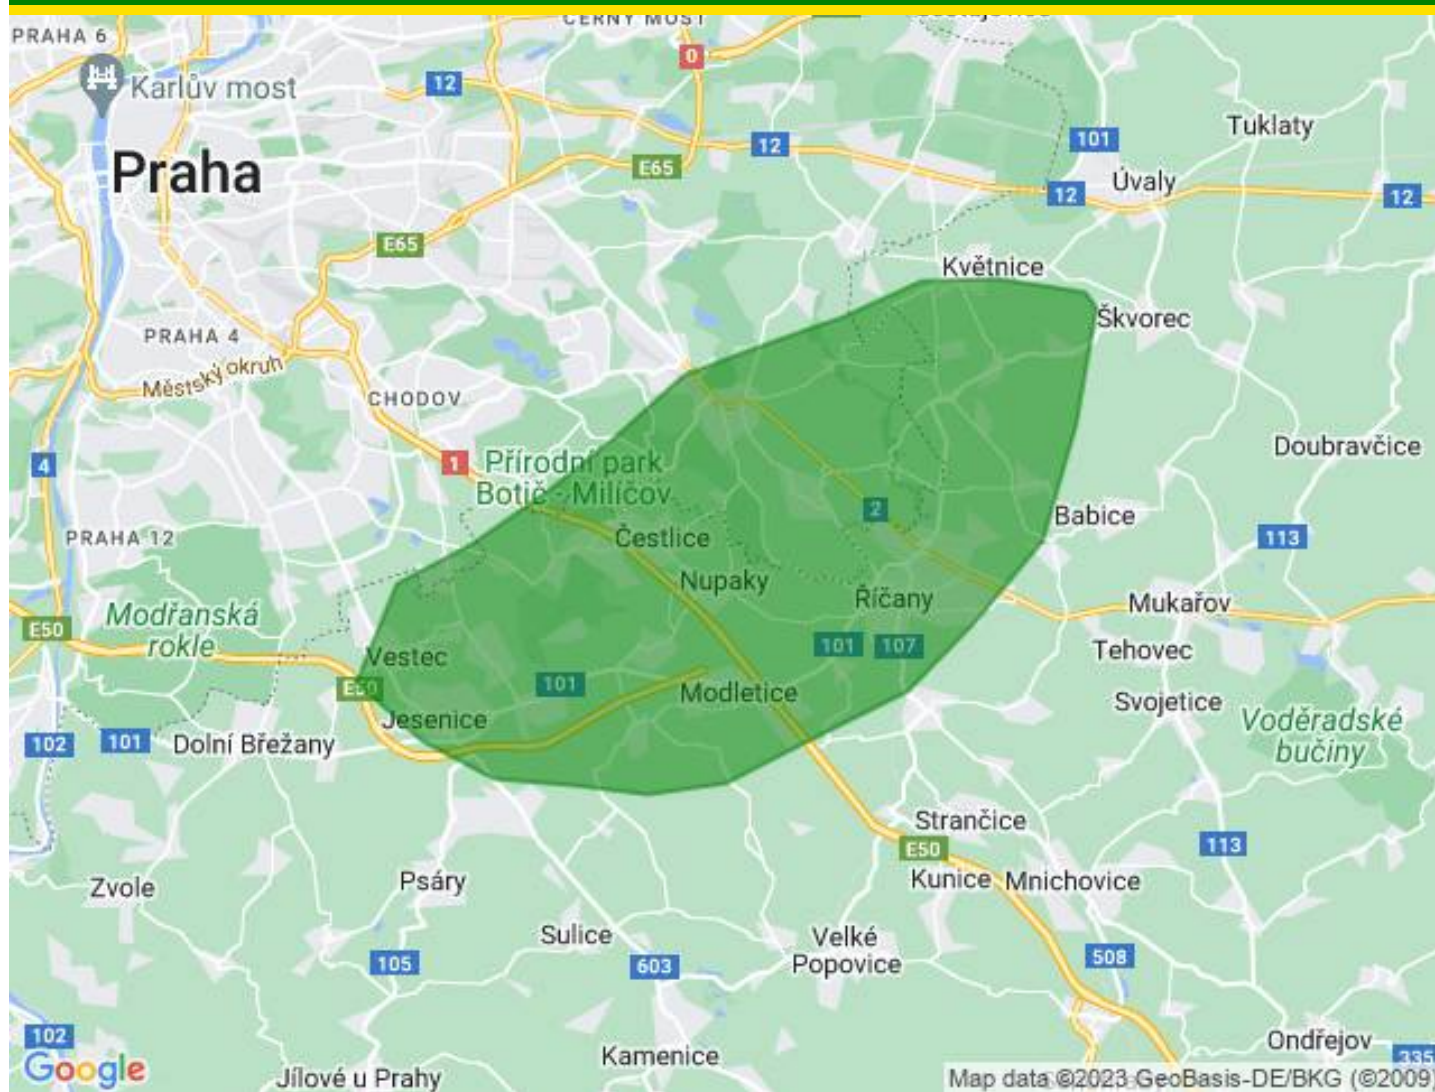 PRAHA 6
ČERNÝ MOST
0
Karlův most
12
Tuklaty
101
12
E65
Praha
Úvaly
12
12
E65
Květnice
Škvorec
PRAHA 4
Městský okruh
CHODOV
Doubravčice
4
1
Přírodní park
Botič - Milíčov
2
Babice
PRAHA 12
Čestlice
113
Nupaky
Říčany
Mukařov
Modřanská
rokle
E50
101
107
Tehovec
Vestec
E50
101
Modletice
Svojetice
Jesenice
Voděradské
bučiny
102
101
Dolní Břežany
Strančice
E50
113
Zvole
Psáry
Kunice
Mnichovice
Sulice
Velké
Popovice
105
603
508
102
Ondřejov
Google
Kamenice
335
Jílové u Prahy
Map data ©2023 GeoBasis-DE/BKG (©2009)